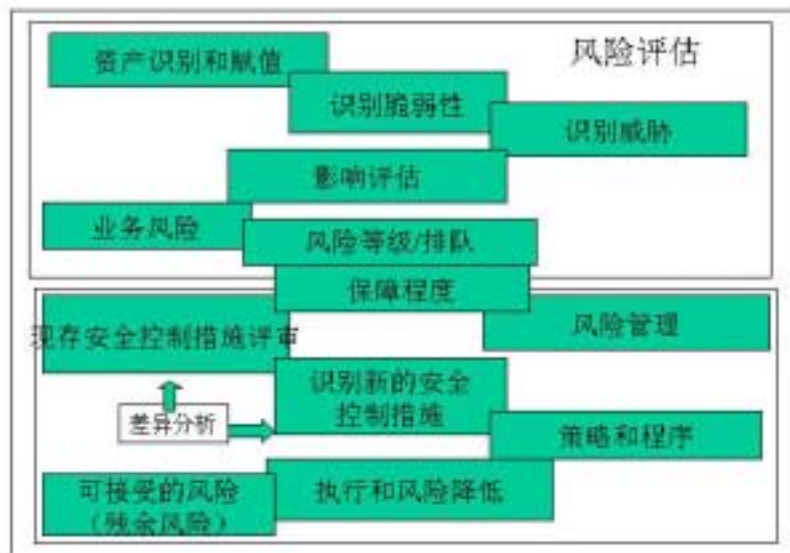 资产识别和赋值
风险评估
识别脆弱性
识别威胁
影响评估
业务风险
风险等级/排队
保障程度
现存安全控制措施评审
风险管理
识别新的安全
控制措施
差异分析
策略和程序
可接受的风险
（残余风险）
执行和风险降低